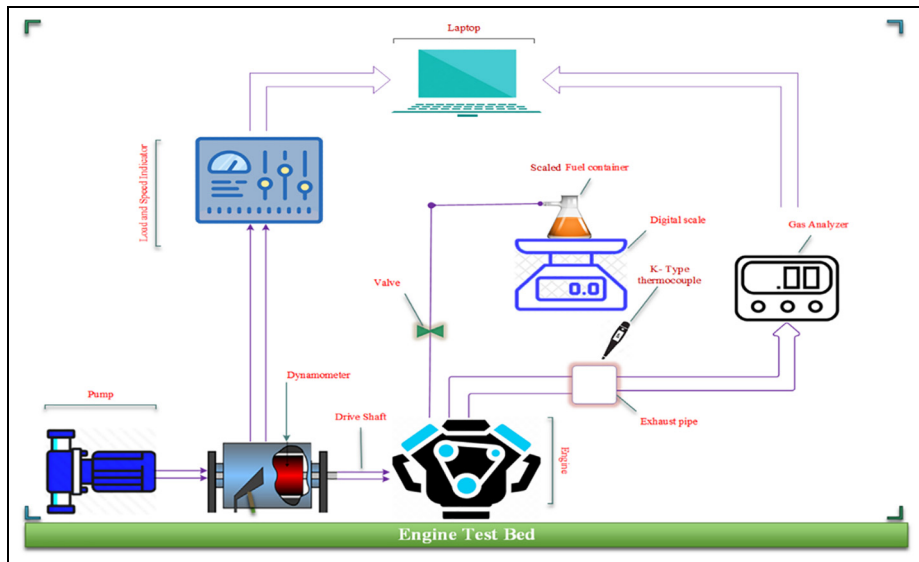 Laptop
Load and Speed Indicator
Scaled Fuel container
Digital scale
Gas Analyzer
K- Type
thermocouple
Valve
.00
0.0
Dynamometer
Pump
Drive Shaft
Exhaust pipe
Engine
Engine Test Bed